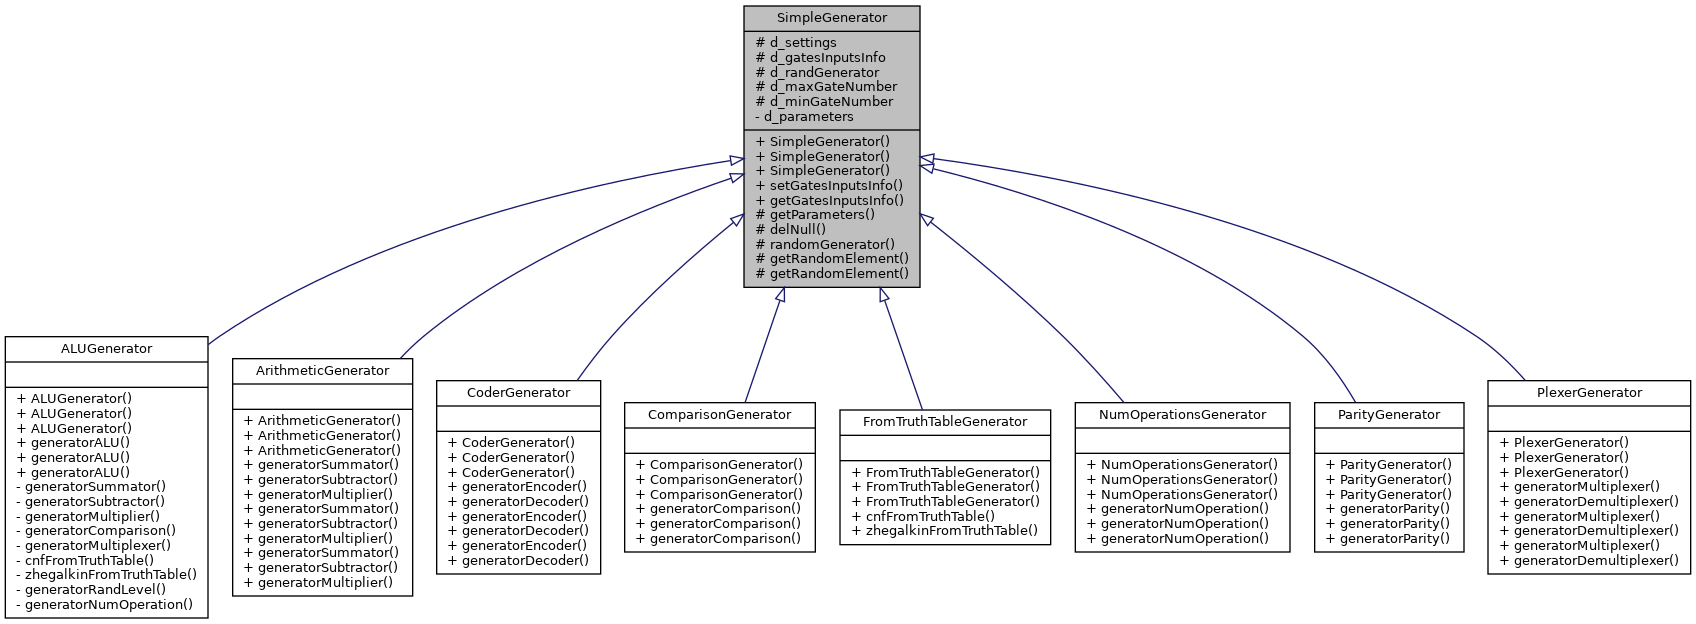 SimpleGenerator
# d_settings
# d_gatesInputsInfo
# d_randGenerator
# d_maxGateNumber
# d_minGateNumber
- d_parameters
+ SimpleGenerator()
+ SimpleGenerator()
+ SimpleGenerator()
+ setGatesInputsInfo()
+ getGatesInputsInfo()
# getParameters()
# delNull()
# randomGenerator()
# getRandomElement()
# getRandomElement()
ALUGenerator
+ ALUGenerator()
+ ALUGenerator()
+ ALUGenerator()
+ generatorALU()
+ generatorALU()
+ generatorALU()
- generatorSummator()
- generatorSubtractor()
- generatorMultiplier()
- generatorComparison()
- generatorMultiplexer()
- cnfFromTruthTable()
- zhegalkinFromTruthTable()
- generatorRandLevel()
- generatorNumOperation()
ArithmeticGenerator
+ ArithmeticGenerator()
+ ArithmeticGenerator()
+ ArithmeticGenerator()
+ generatorSummator()
+ generatorSubtractor()
+ generatorMultiplier()
+ generatorSummator()
+ generatorSubtractor()
+ generatorMultiplier()
+ generatorSummator()
+ generatorSubtractor()
+ generatorMultiplier()
CoderGenerator
+ CoderGenerator()
+ CoderGenerator()
+ CoderGenerator()
+ generatorEncoder()
+ generatorDecoder()
+ generatorEncoder()
+ generatorDecoder()
+ generatorEncoder()
+ generatorDecoder()
ComparisonGenerator
+ ComparisonGenerator()
+ ComparisonGenerator()
+ ComparisonGenerator()
+ generatorComparison()
+ generatorComparison()
+ generatorComparison()
FromTruthTableGenerator
+ FromTruthTableGenerator()
+ FromTruthTableGenerator()
+ FromTruthTableGenerator()
+ cnfFromTruthTable()
+ zhegalkinFromTruthTable()
NumOperationsGenerator
+ NumOperationsGenerator()
+ NumOperationsGenerator()
+ NumOperationsGenerator()
+ generatorNumOperation()
+ generatorNumOperation()
+ generatorNumOperation()
ParityGenerator
+ ParityGenerator()
+ ParityGenerator()
+ ParityGenerator()
+ generatorParity()
+ generatorParity()
+ generatorParity()
PlexerGenerator
+ PlexerGenerator()
+ PlexerGenerator()
+ PlexerGenerator()
+ generatorMultiplexer()
+ generatorDemultiplexer()
+ generatorMultiplexer()
+ generatorDemultiplexer()
+ generatorMultiplexer()
+ generatorDemultiplexer()